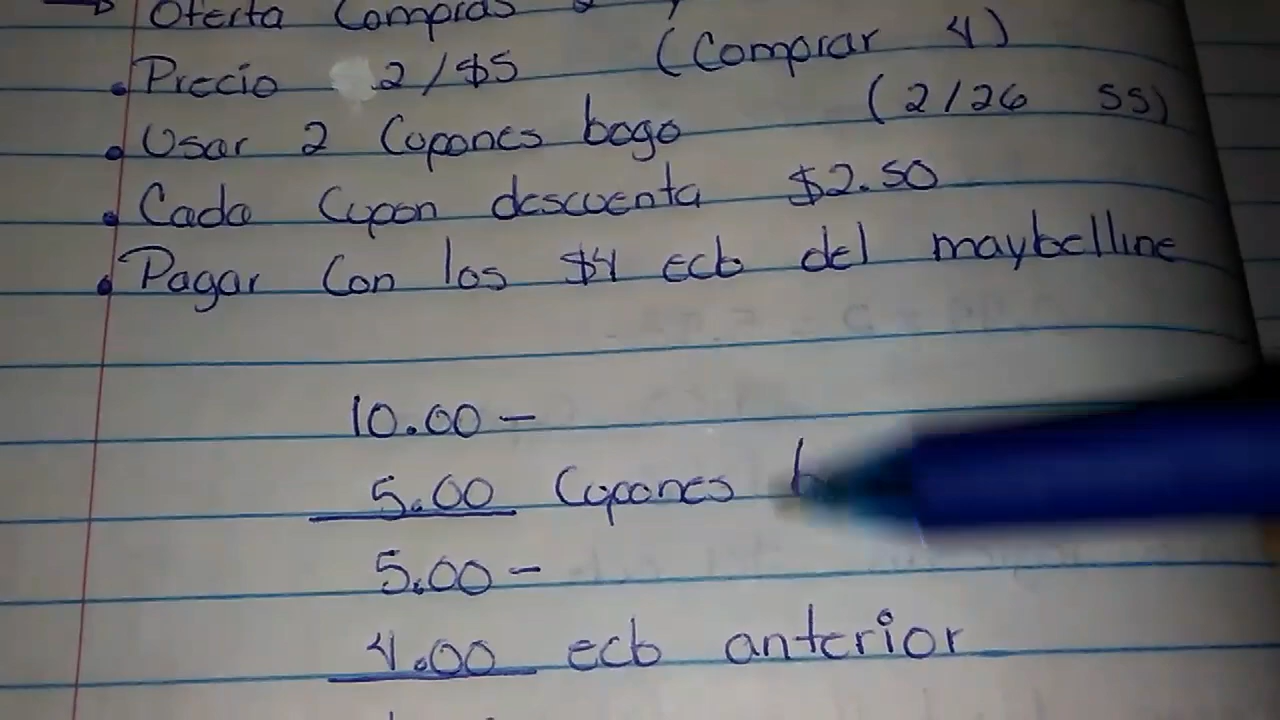 Oferta Compras
• Precio 2/$5 (Comprar 4)
• Usar 2 Cupones bogo (2/26 SS)
• Cada Cupon descuenta $2.50
• Pagar Con los $4 ecb del maybelline
10.00 -
5.00 Cupones
5.00 -
4.00 ecb anterior